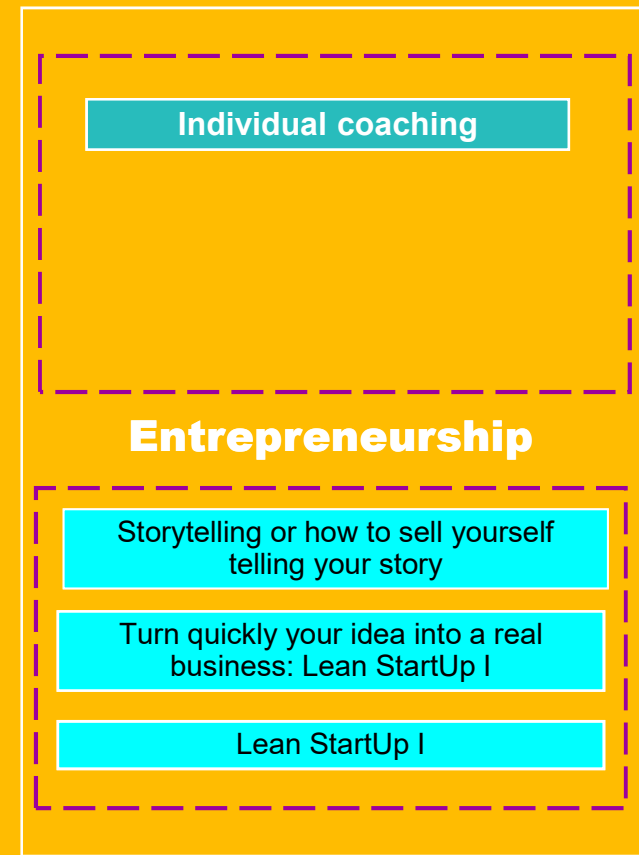 Individual coaching
Entrepreneurship
Storytelling or how to sell yourself
telling your story
Turn quickly your idea into a real
business: Lean StartUp I
Lean StartUp I